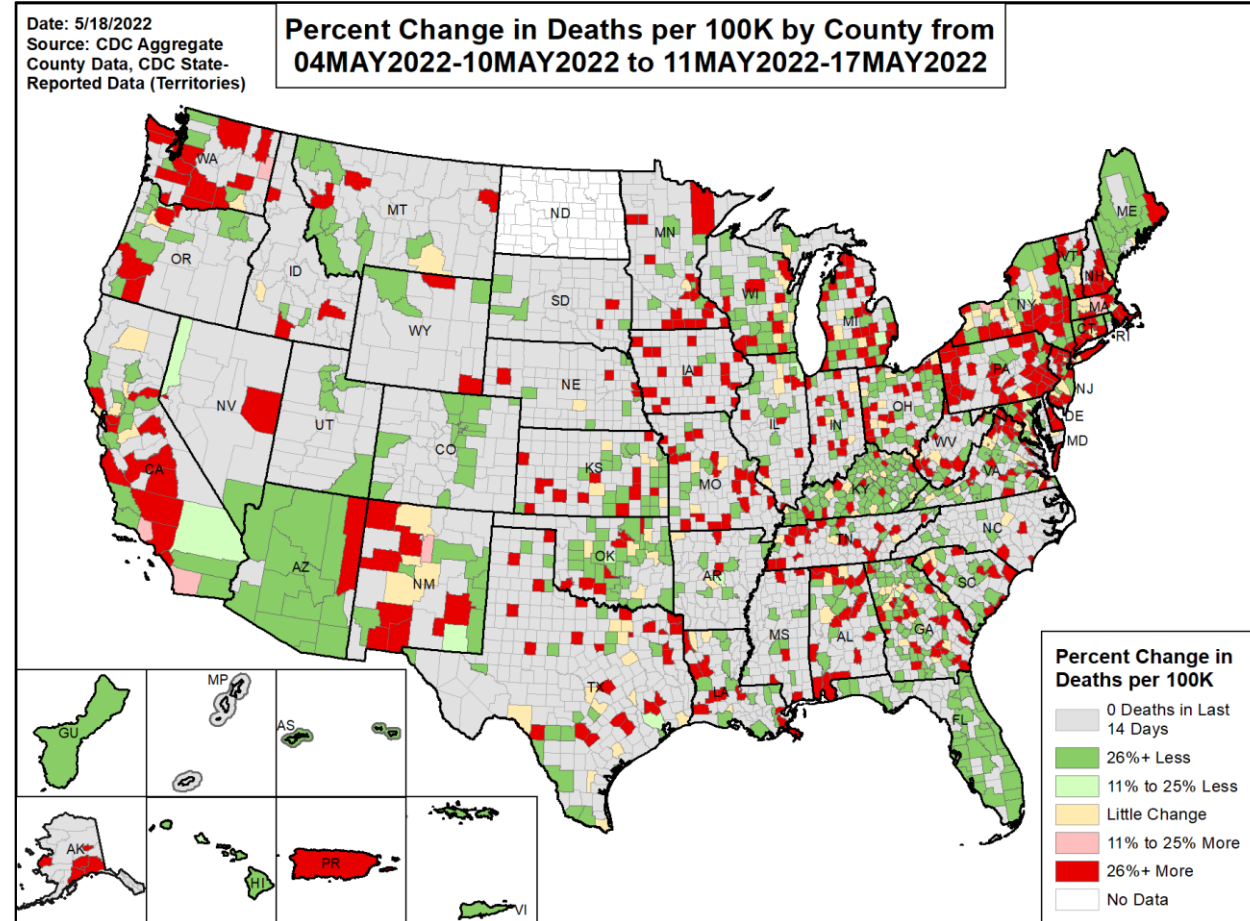 Date: 5/18/2022
Source: CDC Aggregate
County Data, CDC State-
Reported Data (Territories)
Percent Change in Deaths per 100K by County from
04MAY2022-10MAY2022 to 11MAY2022-17MAY2022
WA
MT
ND
MN
ME
OR
ID
WY
SD
WI
MI
NY
VT
NH
MA
CT
RI
NV
UT
CO
NE
IA
IL
IN
OH
PA
NJ
DE
MD
WV
VA
CA
KS
MO
KY
AZ
NM
OK
AR
TN
NC
SC
TX
LA
MS
AL
GA
FL
GU
MP
AS
AK
HI
PR
VI
Percent Change in
Deaths per 100K
0 Deaths in Last
14 Days
26%+ Less
11% to 25% Less
Little Change
11% to 25% More
26%+ More
No Data